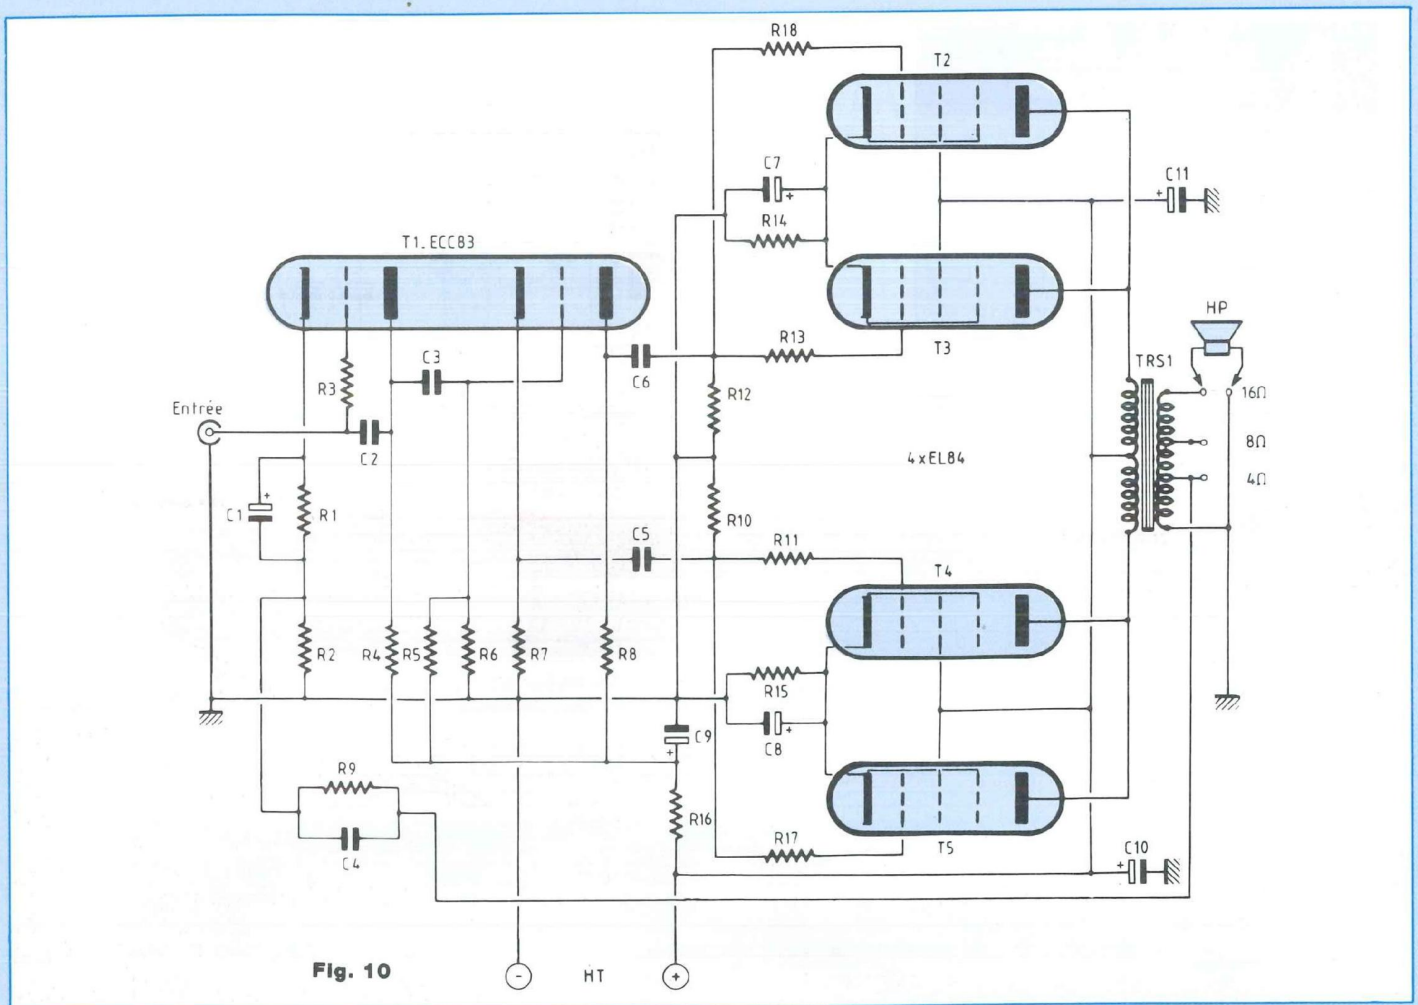 R18
T2
C7
C11
R14
T1_ECC83
HP
R13
T3
TRS1
C3
C6
R3
R12
16Ω
Entrée
C2
8Ω
4xEL84
4Ω
C1
R1
R10
C5
R11
T4
R2
R4
R5
R6
R7
R8
R15
C9
C8
R9
R16
C4
R17
T5
C10
Fig. 10
-
HT
+